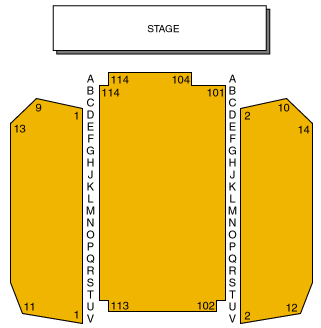 STAGE
A 114 104 A
B 114 101 B
C C
9 1 D D 2 10
13 E E 14
F F
G G
H H
J J
K K
L L
M M
N N
O O
P P
Q Q
R R
S S
T T
11 U 113 102 U 12
1 V V 2